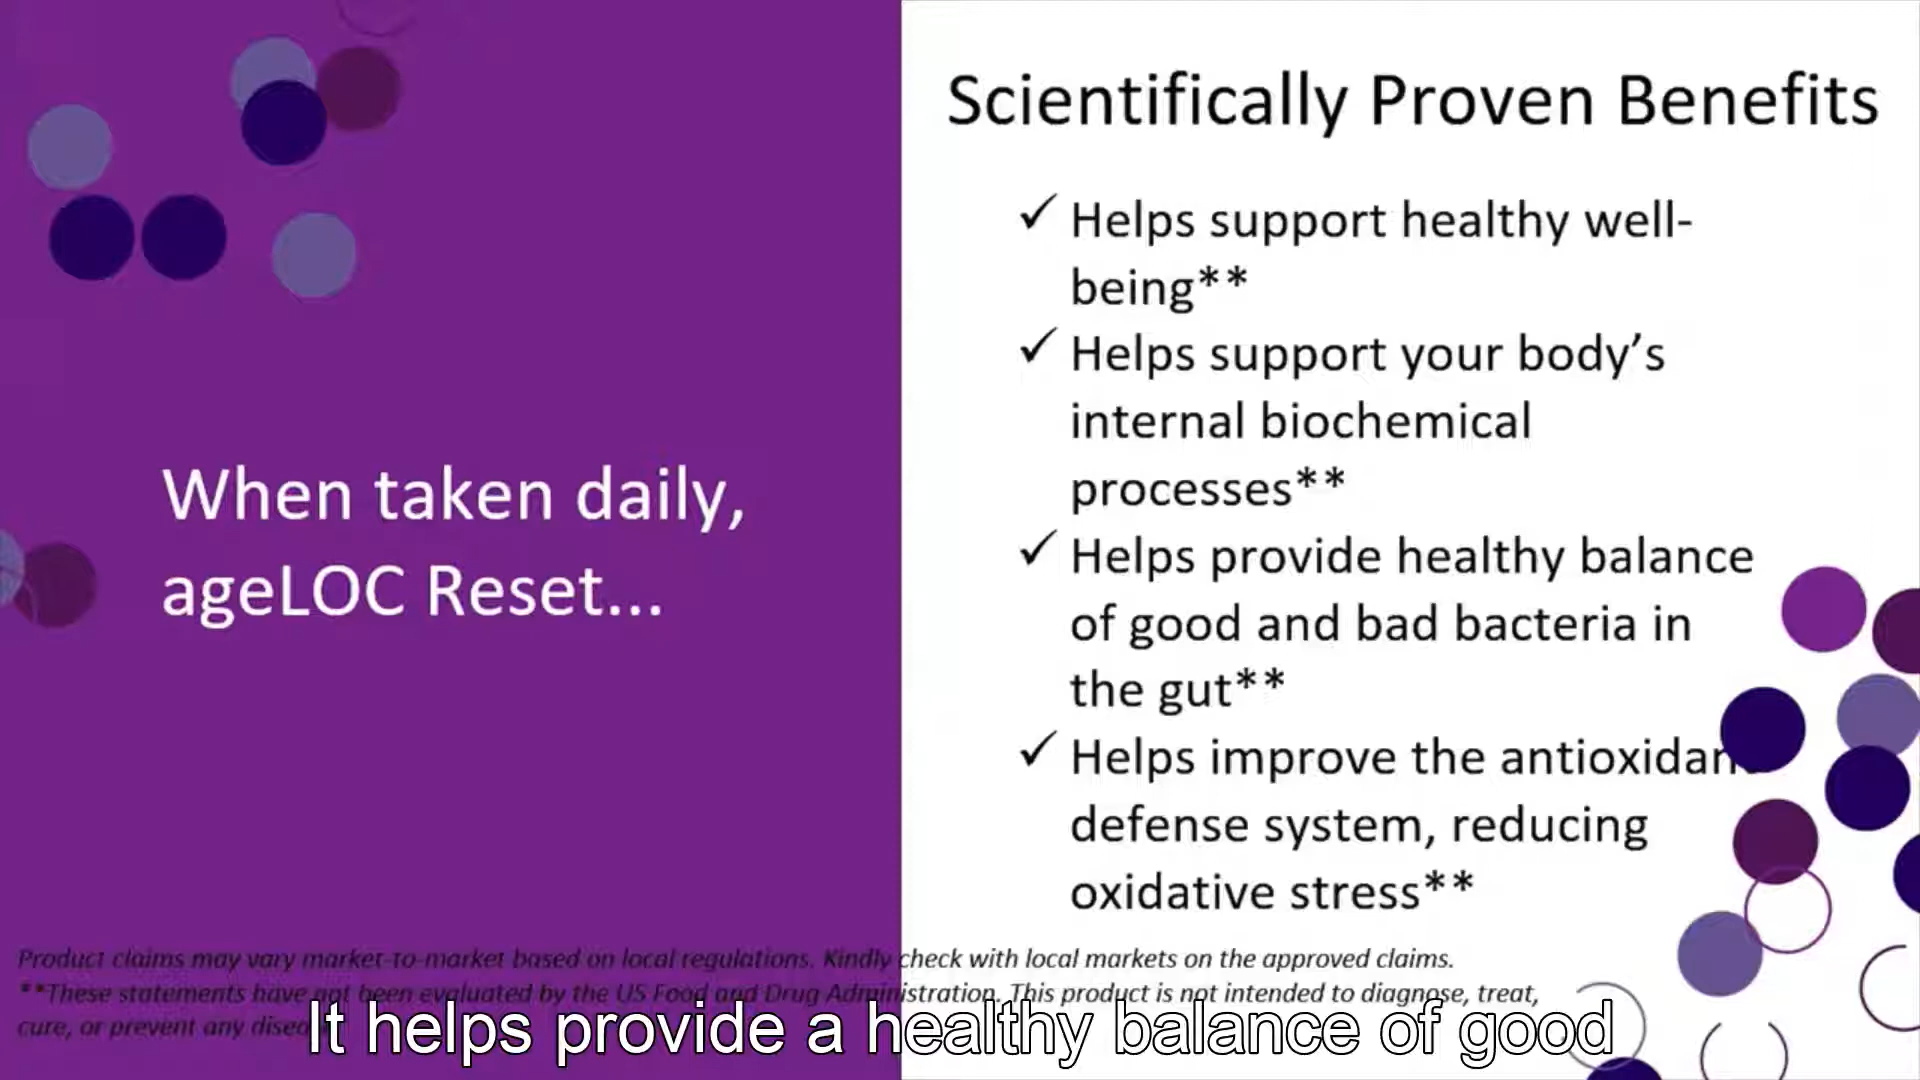 Scientifically Proven Benefits
When taken daily,
ageLOC Reset...
✓ Helps support healthy well-
being**
✓ Helps support your body’s
internal biochemical
processes**
✓ Helps provide healthy balance
of good and bad bacteria in
the gut**
✓ Helps improve the antioxidan
defense system, reducing
oxidative stress**
Product claims may vary market-to-market based on local regulations. Kindly check with local markets on the approved claims.
**These statements have not been evaluated by the US Food and Drug Administration. This product is not intended to diagnose, treat,
cure, or prevent any disea
It helps provide a healthy balance of good